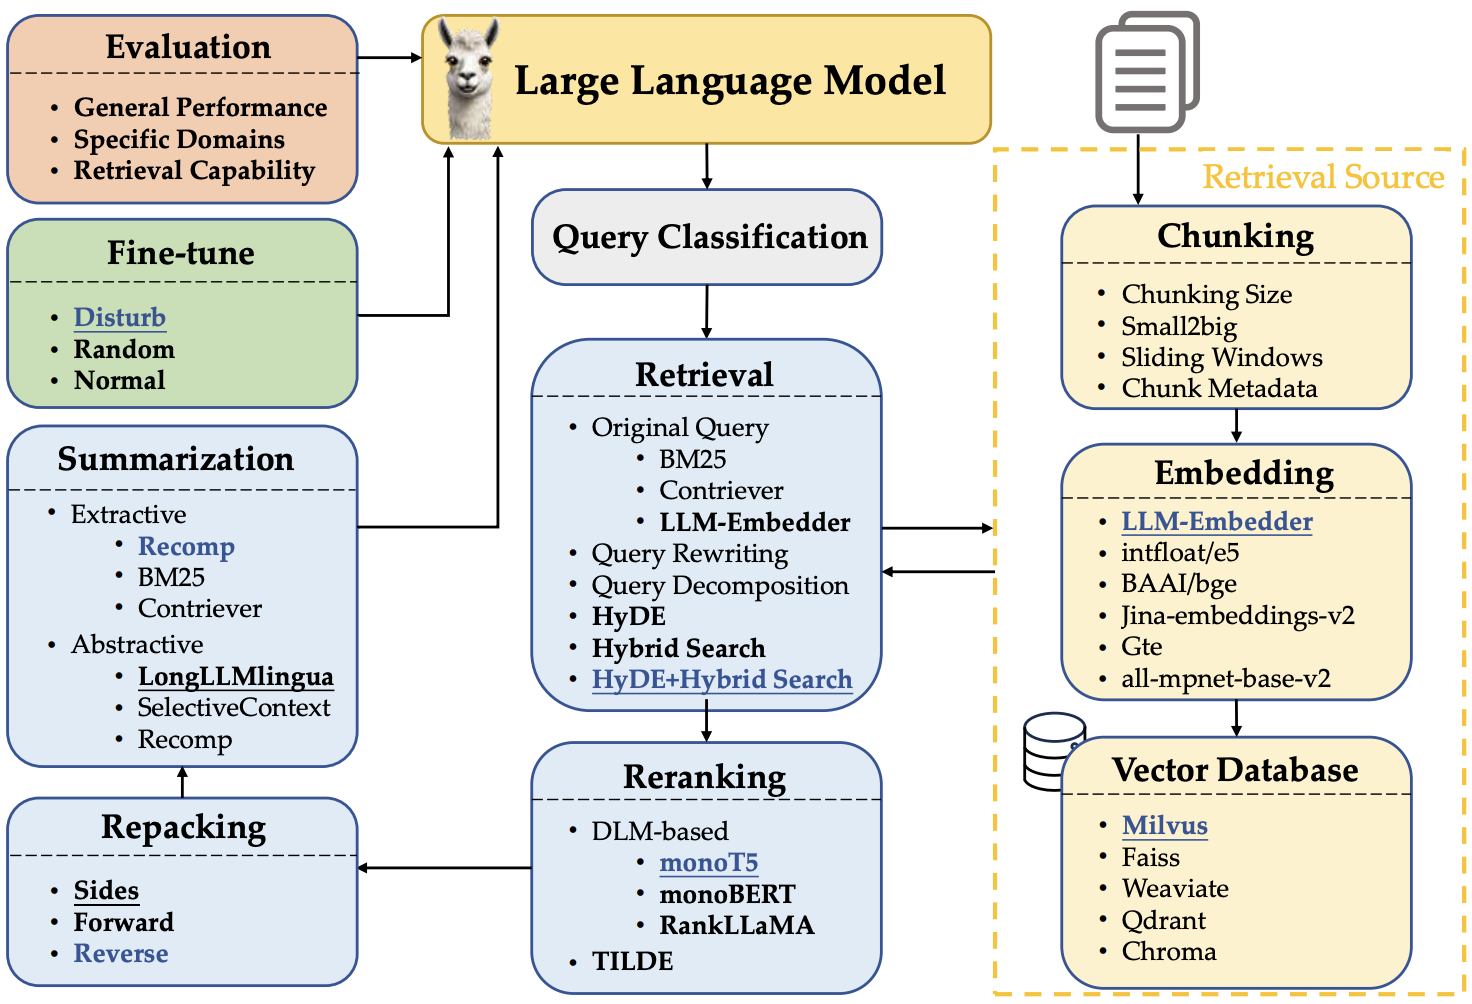 Evaluation
• General Performance
• Specific Domains
• Retrieval Capability
Fine-tune
• Disturb
• Random
• Normal
Summarization
• Extractive
• Recomp
• BM25
• Contriever
• Abstractive
• LongLLMlingua
• SelectiveContext
• Recomp
Repacking
• Sides
• Forward
• Reverse
Large Language Model
Query Classification
Retrieval
• Original Query
• BM25
• Contriever
• LLM-Embedder
• Query Rewriting
• Query Decomposition
• HyDE
• Hybrid Search
• HyDE+Hybrid Search
Reranking
• DLM-based
• monoT5
• monoBERT
• RankLLaMA
• TILDE
Retrieval Source
Chunking
• Chunking Size
• Small2big
• Sliding Windows
• Chunk Metadata
Embedding
• LLM-Embedder
• intfloat/e5
• BAAI/bge
• Jina-embeddings-v2
• Gte
• all-mpnet-base-v2
Vector Database
• Milvus
• Faiss
• Weaviate
• Qdrant
• Chroma